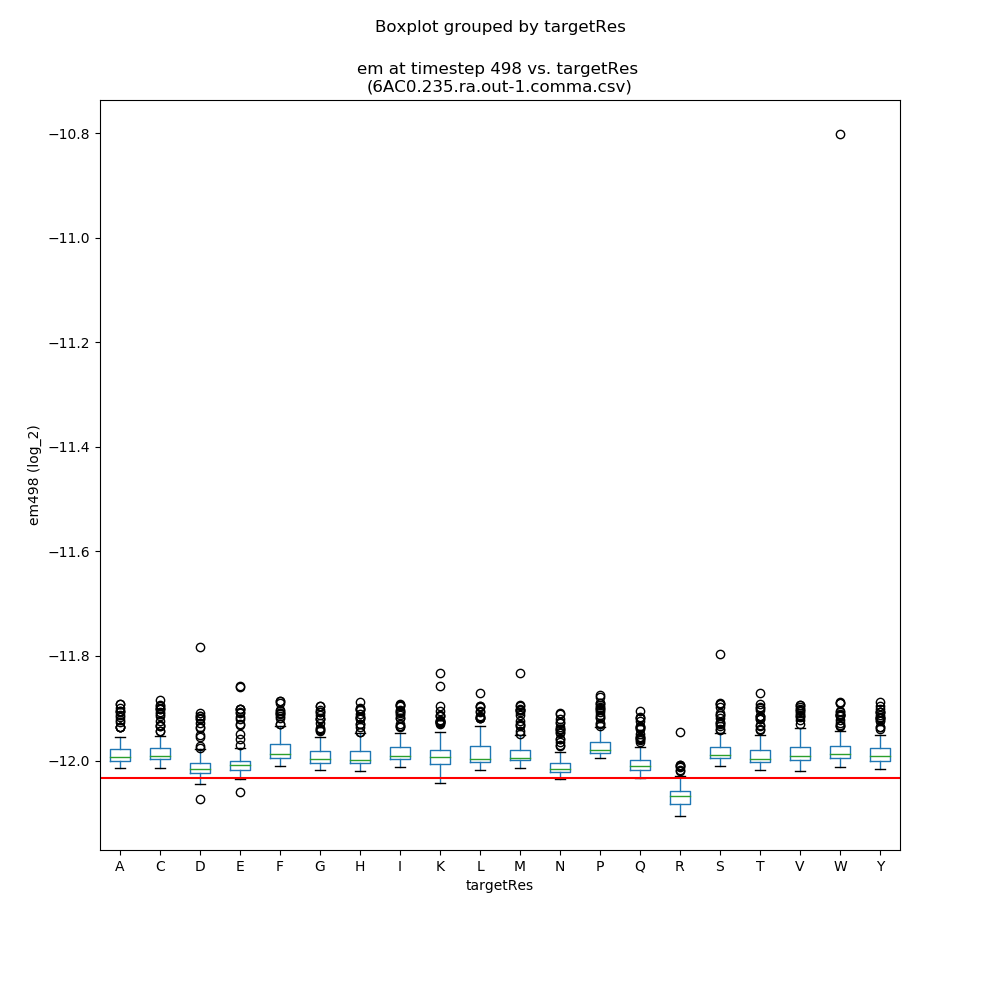 Boxplot grouped by targetRes
em at timestep 498 vs. targetRes
(6AC0.235.ra.out-1.comma.csv)
−10.8
−11.0
−11.2
−11.4
−11.6
−11.8
−12.0
em498 (log_2)
A C D E F G H I K L M N P Q R S T V W Y
targetRes